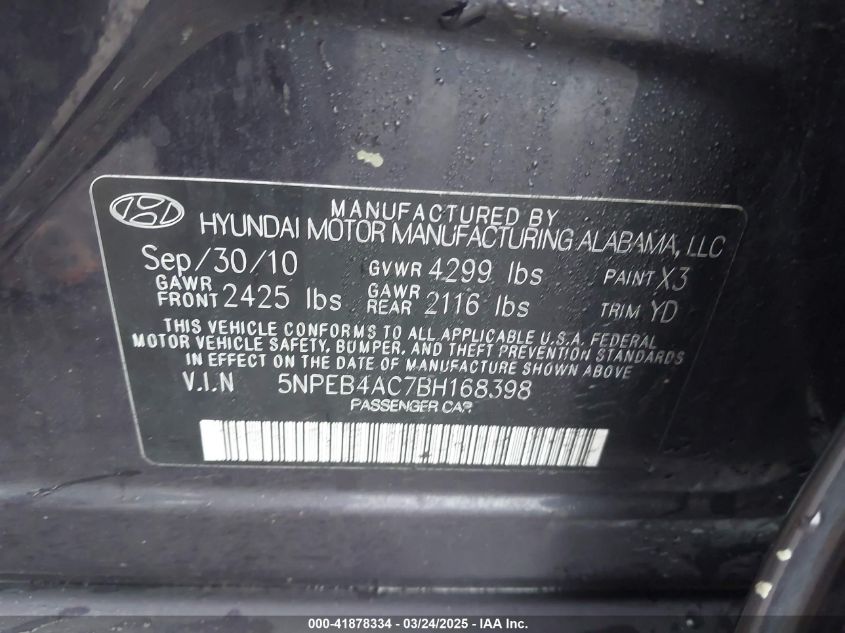 MANUFACTURED BY
HYUNDAI MOTOR MANUFACTURING ALABAMA, LLC
Sep/30/10 GVWR 4299 lbs PAINT X3
GAWR FRONT 2425 lbs GAWR REAR 2116 lbs TRIM YD
THIS VEHICLE CONFORMS TO ALL APPLICABLE U.S.A. FEDERAL
MOTOR VEHICLE SAFETY, BUMPER, AND THEFT PREVENTION STANDARDS
IN EFFECT ON THE DATE OF MANUFACTURE SHOWN ABOVE
V.I.N 5NPEB4AC7BH168398
PASSENGER CAR
000-41878334 - 03/24/2025 - IAA Inc.